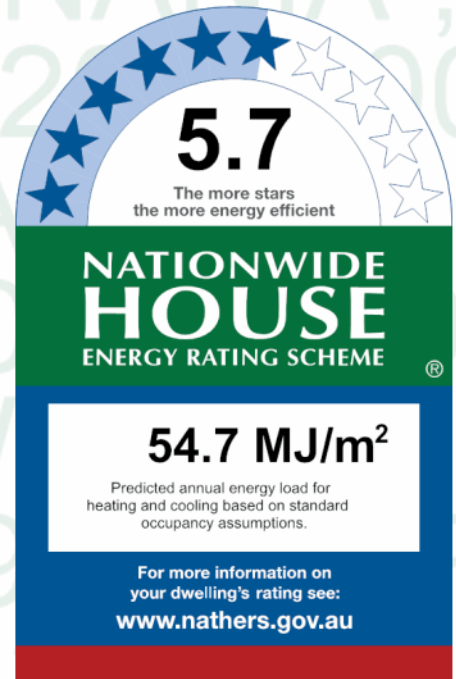 5.7
The more stars
the more energy efficient
NATIONWIDE
HOUSE
ENERGY RATING SCHEME
®
54.7 MJ/m²
Predicted annual energy load for
heating and cooling based on standard
occupancy assumptions.
For more information on
your dwelling's rating see:
www.nathers.gov.au